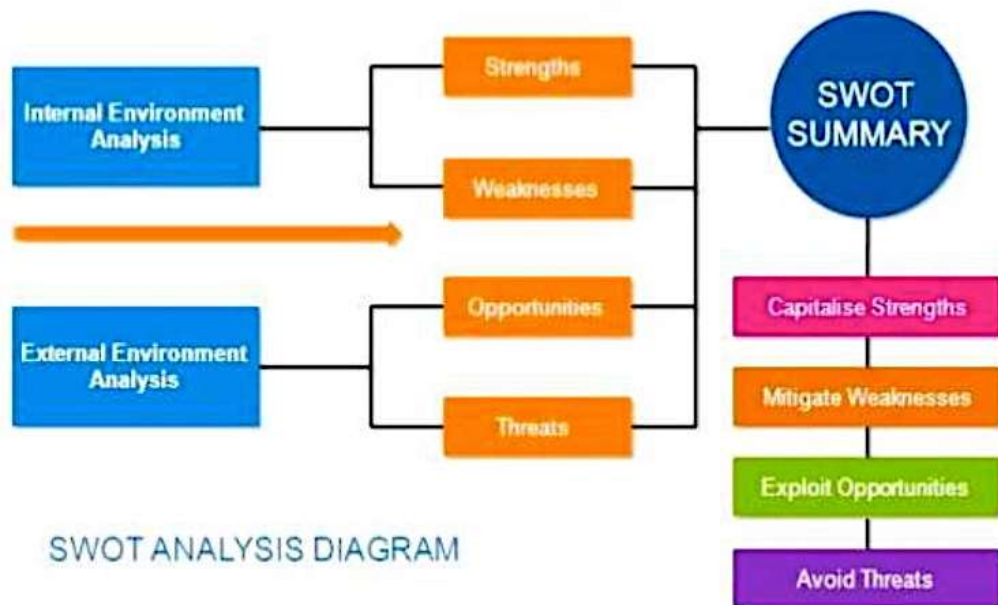 Internal Environment
Analysis
External Environment
Analysis
Strengths
Weaknesses
Opportunities
Threats
SWOT
SUMMARY
Capitalise Strengths
Mitigate Weaknesses
Exploit Opportunities
Avoid Threats
SWOT ANALYSIS DIAGRAM